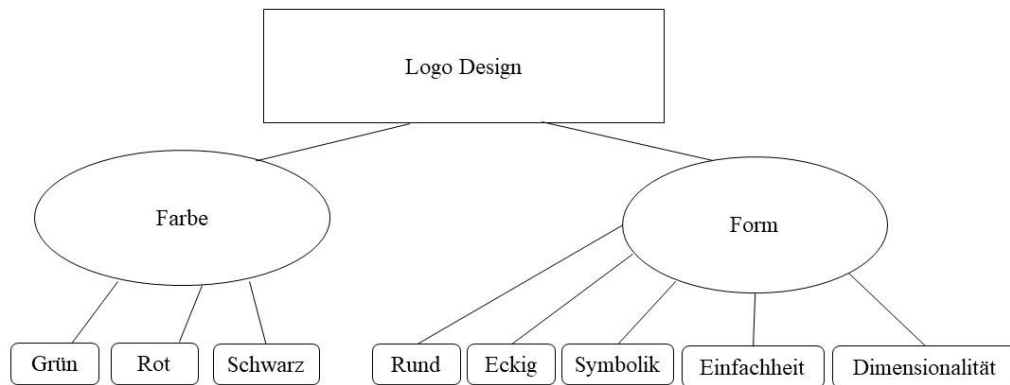 Logo Design
Farbe
Form
Grün
Rot
Schwarz
Rund
Eckig
Symbolik
Einfachheit
Dimensionalität